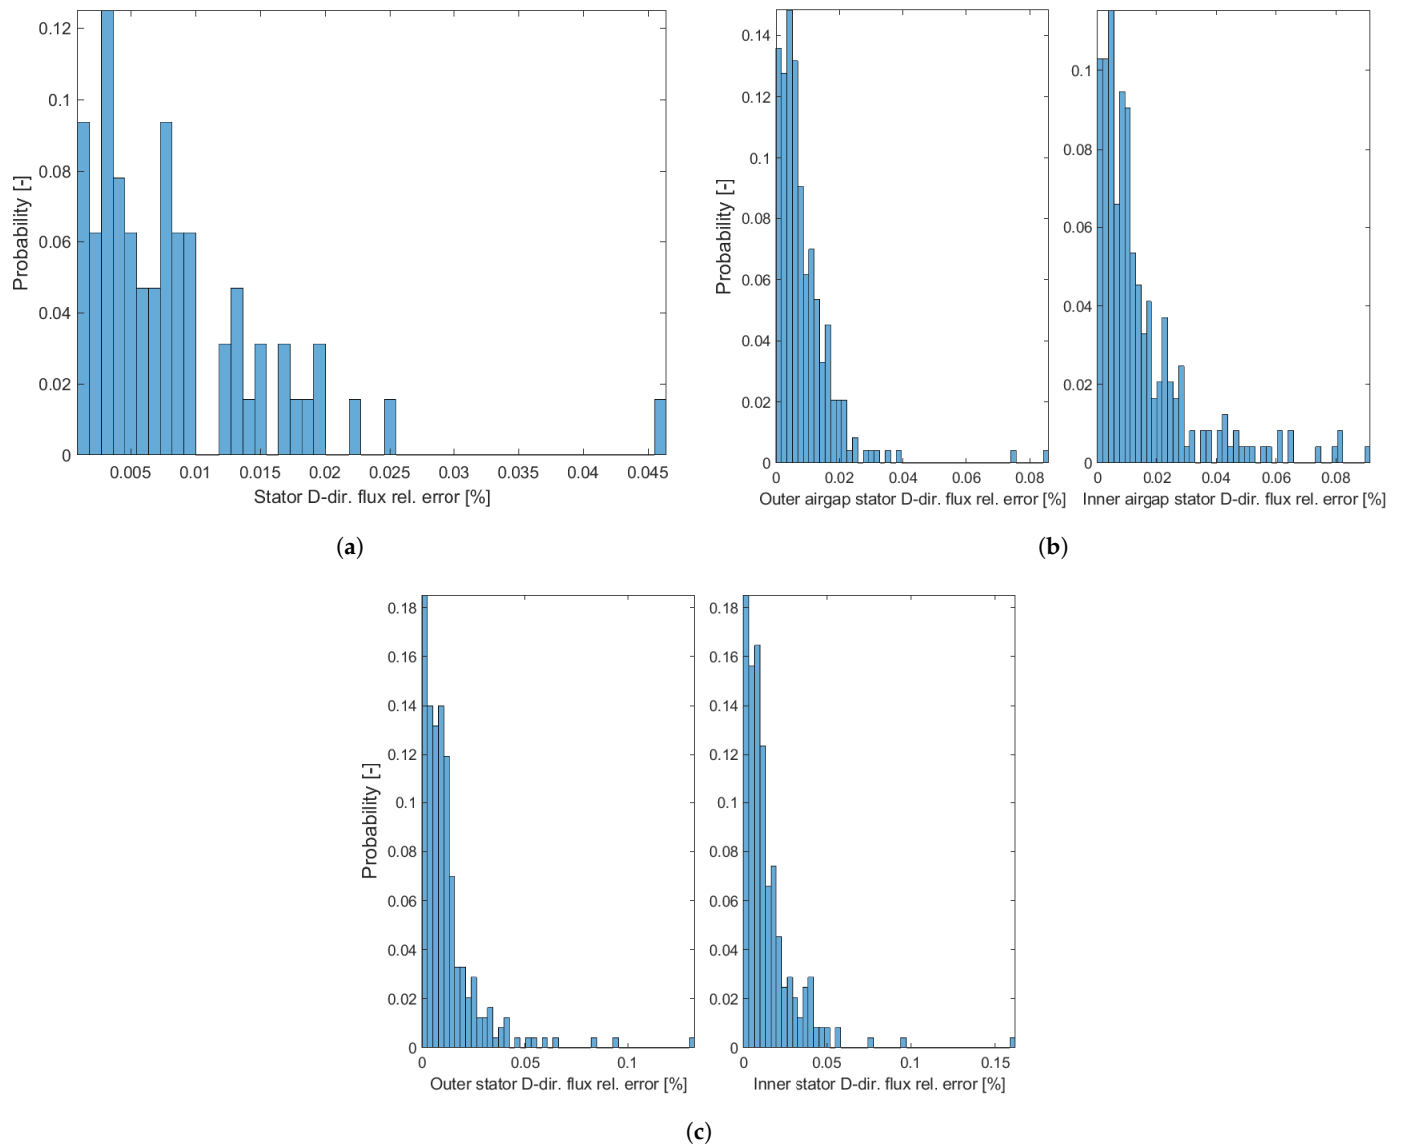 0.12
0.1
0.08
0.06
0.04
0.02
0
Probability [-]
0.005 0.01 0.015 0.02 0.025 0.03 0.035 0.04 0.045
Stator D-dir. flux rel. error [%]
(a)
0.14
0.12
0.1
0.08
0.06
0.04
0.02
0
Probability [-]
0 0.02 0.04 0.06 0.08
Outer airgap stator D-dir. flux rel. error [%]
0.1
0.08
0.06
0.04
0.02
0
0 0.02 0.04 0.06 0.08
Inner airgap stator D-dir. flux rel. error [%]
(b)
0.18
0.16
0.14
0.12
0.1
0.08
0.06
0.04
0.02
0
Probability [-]
0 0.05 0.1
Outer stator D-dir. flux rel. error [%]
0.18
0.16
0.14
0.12
0.1
0.08
0.06
0.04
0.02
0
0 0.05 0.1 0.15
Inner stator D-dir. flux rel. error [%]
(c)